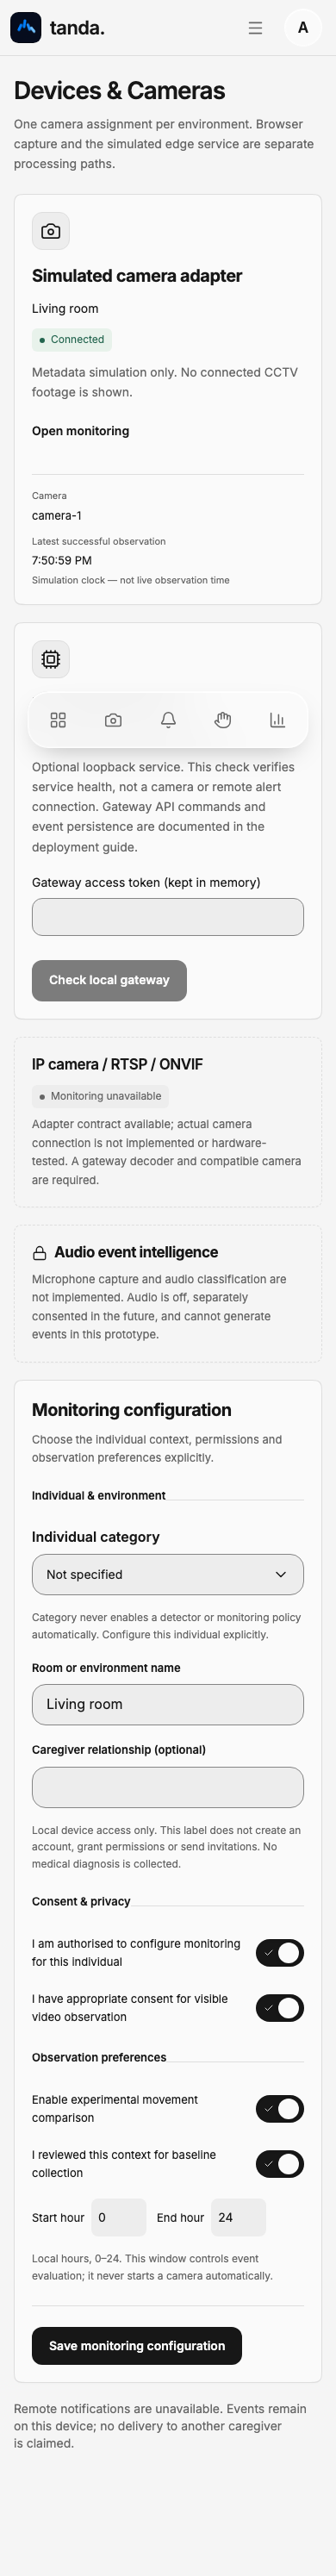 tanda.
A
Devices & Cameras
One camera assignment per environment. Browser
capture and the simulated edge service are separate
processing paths.
Simulated camera adapter
Living room
Connected
Metadata simulation only. No connected CCTV
footage is shown.
Open monitoring
Camera
camera-1
Latest successful observation
7:50:59 PM
Simulation clock — not live observation time
Optional loopback service. This check verifies
service health, not a camera or remote alert
connection. Gateway API commands and
event persistence are documented in the
deployment guide.
Gateway access token (kept in memory)
Check local gateway
IP camera / RTSP / ONVIF
Monitoring unavailable
Adapter contract available; actual camera
connection is not implemented or hardware-
tested. A gateway decoder and compatible camera
are required.
Audio event intelligence
Microphone capture and audio classification are
not implemented. Audio is off, separately
consented in the future, and cannot generate
events in this prototype.
Monitoring configuration
Choose the individual context, permissions and
observation preferences explicitly.
Individual & environment
Individual category
Not specified
Category never enables a detector or monitoring policy
automatically. Configure this individual explicitly.
Room or environment name
Living room
Caregiver relationship (optional)
Local device access only. This label does not create an
account, grant permissions or send invitations. No
medical diagnosis is collected.
Consent & privacy
I am authorised to configure monitoring
for this individual
I have appropriate consent for visible
video observation
Observation preferences
Enable experimental movement
comparison
I reviewed this context for baseline
collection
Start hour 0 End hour 24
Local hours, 0–24. This window controls event
evaluation; it never starts a camera automatically.
Save monitoring configuration
Remote notifications are unavailable. Events remain
on this device; no delivery to another caregiver
is claimed.